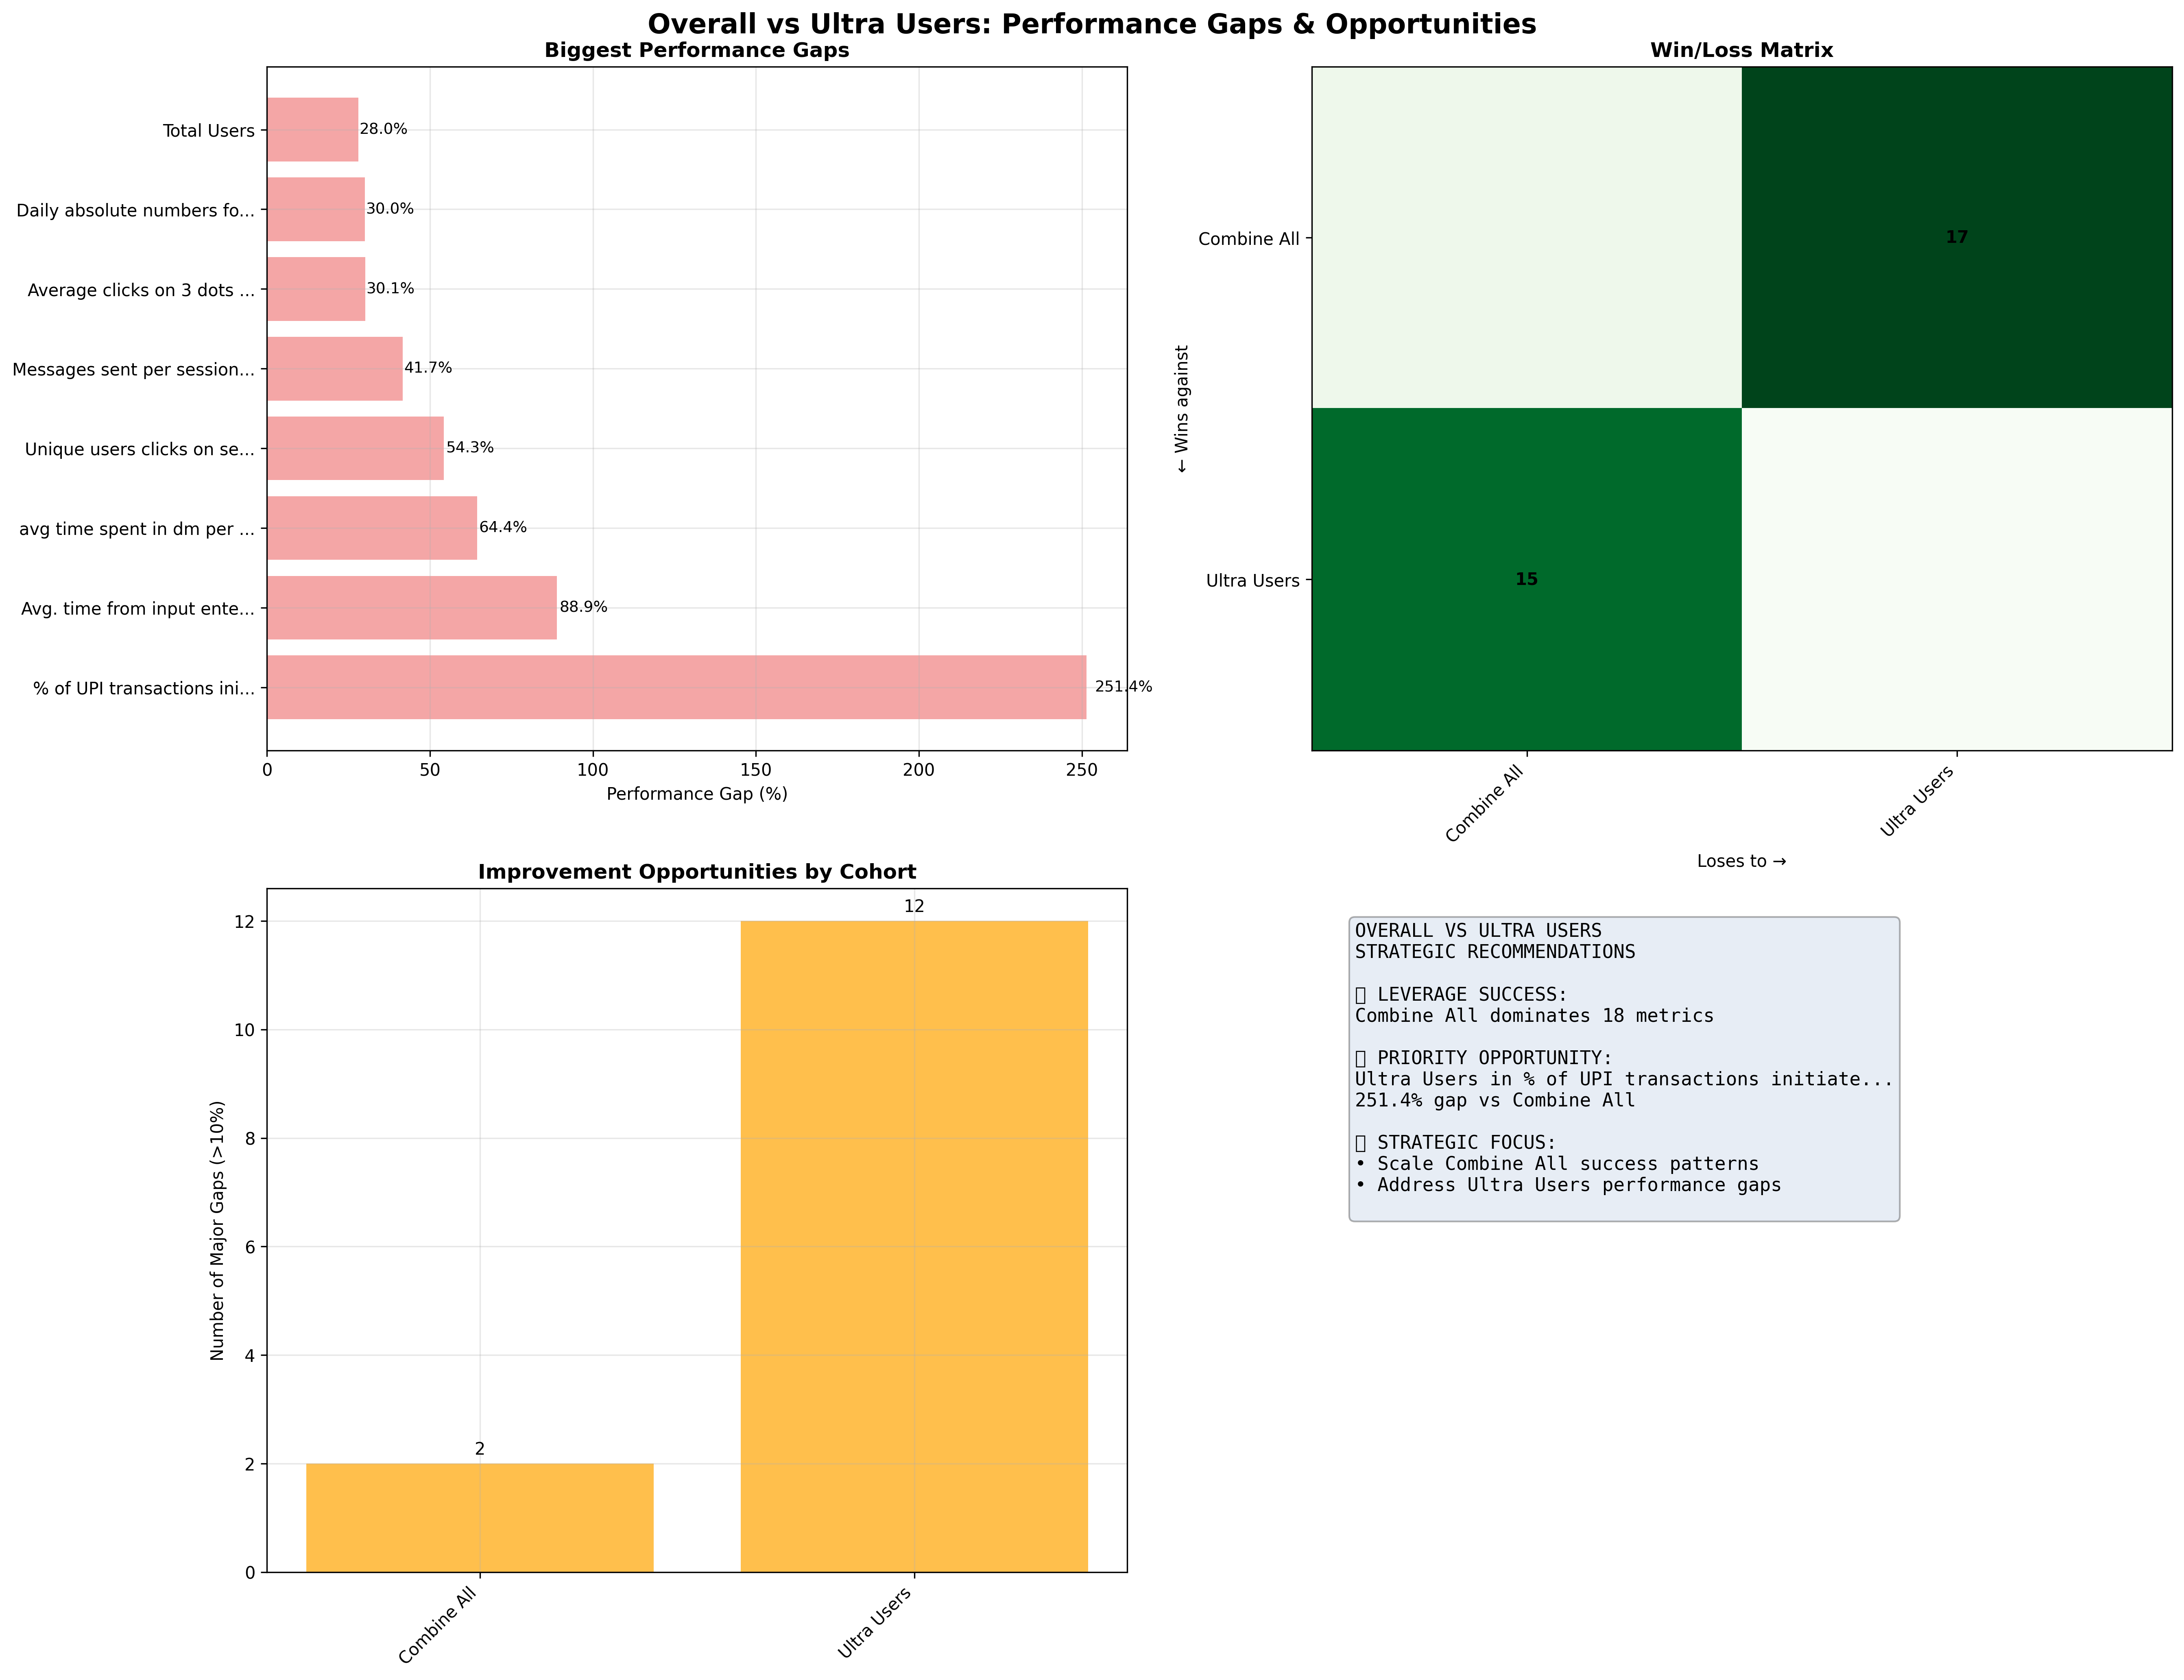 Overall vs Ultra Users: Performance Gaps & Opportunities
Biggest Performance Gaps
Total Users
28.0%
Daily absolute numbers fo...
30.0%
Average clicks on 3 dots ...
30.1%
Messages sent per session...
41.7%
Unique users clicks on se...
54.3%
avg time spent in dm per ...
64.4%
Avg. time from input ente...
88.9%
% of UPI transactions ini...
251.4%
0 50 100 150 200 250
Performance Gap (%)
Win/Loss Matrix
← Wins against
Combine All
17
Ultra Users
15
Combine All
Ultra Users
Loses to →
Improvement Opportunities by Cohort
Number of Major Gaps (>10%)
12
10
8
6
4
2
0
2
12
Combine All
Ultra Users
OVERALL VS ULTRA USERS
STRATEGIC RECOMMENDATIONS
LEVERAGE SUCCESS:
Combine All dominates 18 metrics
PRIORITY OPPORTUNITY:
Ultra Users in % of UPI transactions initiate...
251.4% gap vs Combine All
STRATEGIC FOCUS:
• Scale Combine All success patterns
• Address Ultra Users performance gaps